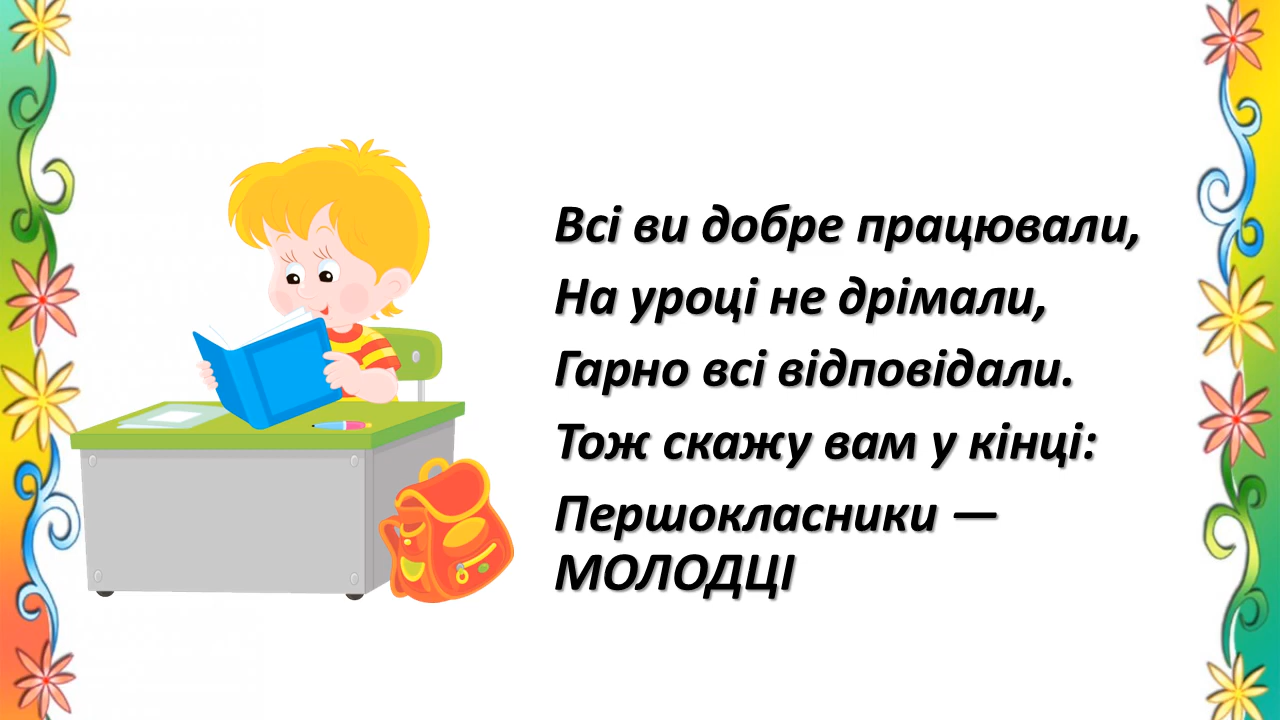 Всі ви добре працювали,
На уроці не дрімали,
Гарно всі відповідали.
Тож скажу вам у кінці:
Першокласники —
МОЛОДЦІ